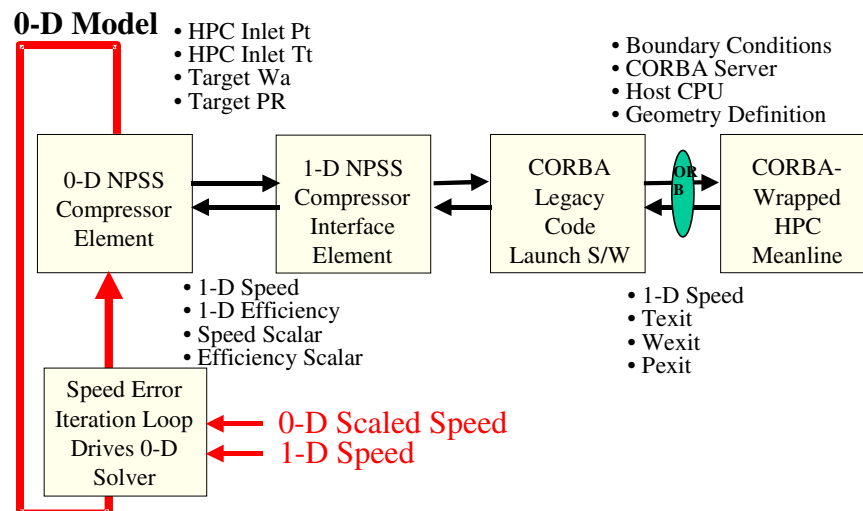 0-D Model
• HPC Inlet Pt
• HPC Inlet Tt
• Target Wa
• Target PR
• Boundary Conditions
• CORBA Server
• Host CPU
• Geometry Definition
0-D NPSS
Compressor
Element
1-D NPSS
Compressor
Interface
Element
CORBA
Legacy
Code
Launch S/W
OR
B
CORBA-
Wrapped
HPC
Meanline
• 1-D Speed
• 1-D Efficiency
• Speed Scalar
• Efficiency Scalar
• 1-D Speed
• Texit
• Wexit
• Pexit
Speed Error
Iteration Loop
Drives 0-D
Solver
0-D Scaled Speed
1-D Speed